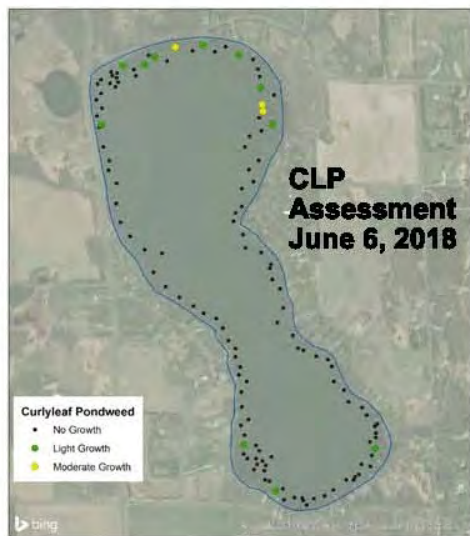 CLP
Assessment
June 6, 2018
Curlyleaf Pondweed
No Growth
Light Growth
Moderate Growth
bing